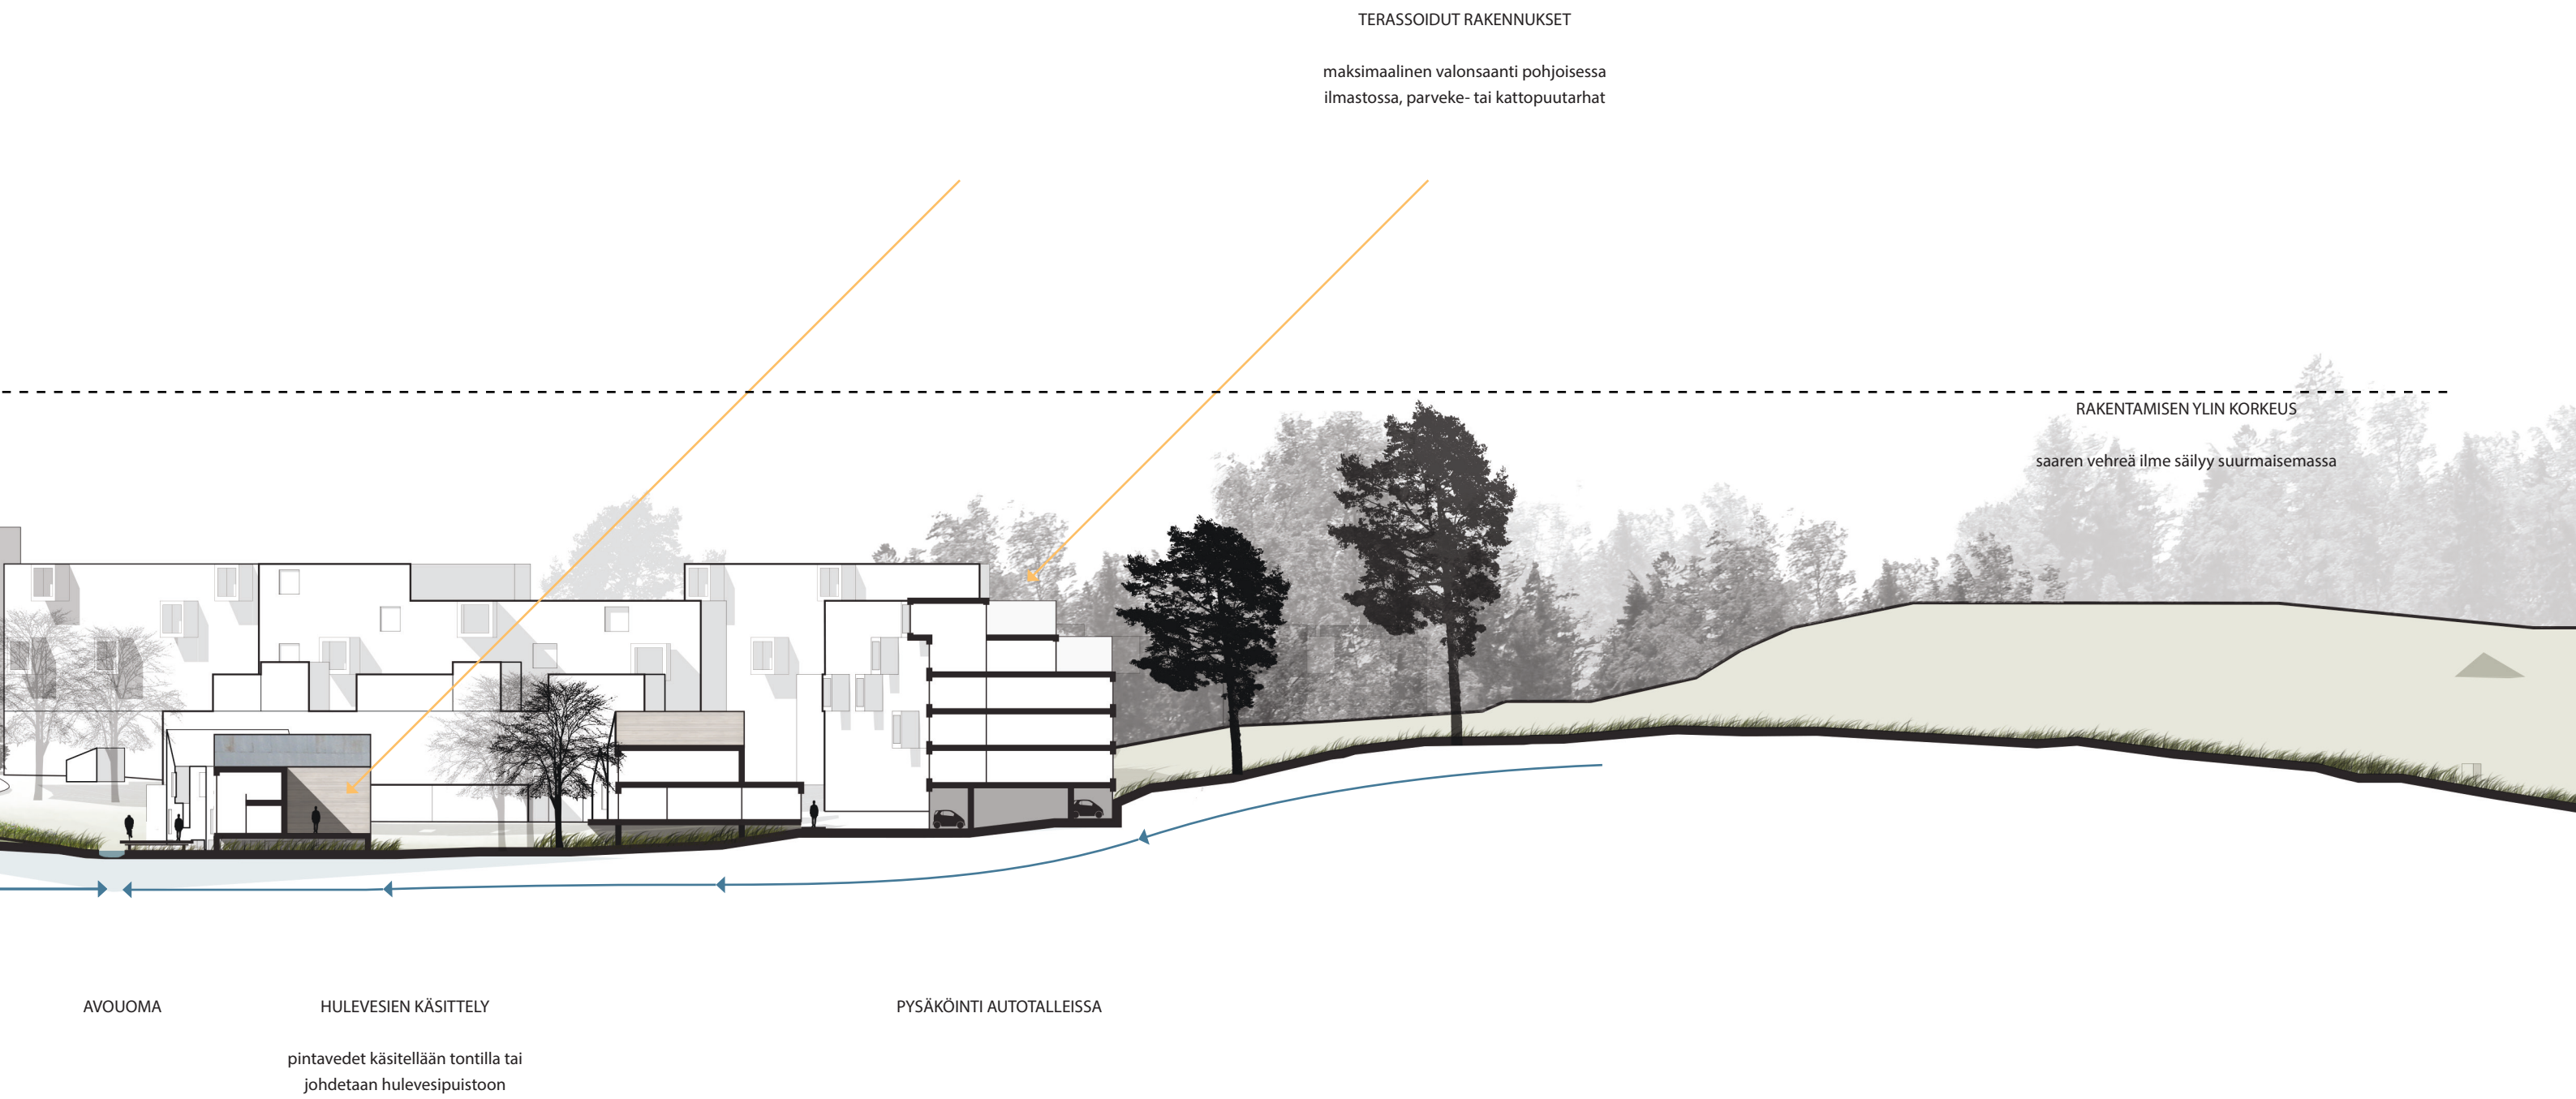 TERASSOIDUT RAKENNUKSET
maksimaalinen valonsaanti pohjoisessa
ilmastossa, parveke- tai kattopuutarhat
RAKENTAMISEN YLIN KORKEUS
saaren vehreä ilme säilyy suurmaisemassa
AVOUOMA
HULEVESIEN KÄSITTELY
pintavedet käsitellään tontilla tai
johdetaan hulevesipuistoon
PYSÄKÖINTI AUTOTALLEISSA